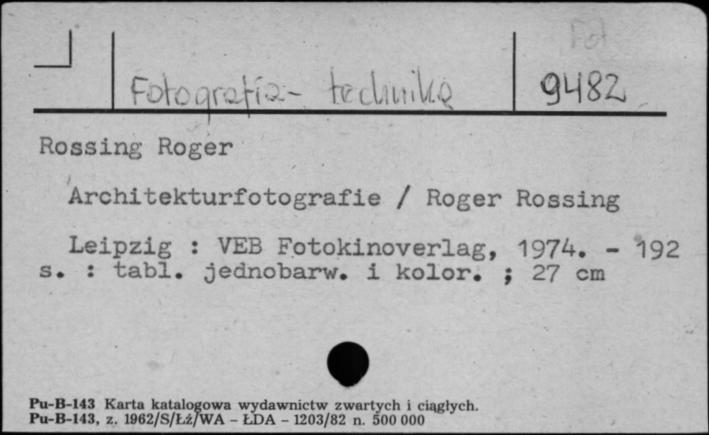 Fot
Fotografia - technika 9482
Rossing Roger
Architekturfotografie / Roger Rossing
Leipzig : VEB Fotokinoverlag, 1974. - 192
s. : tabl. jednobarw. i kolor. ; 27 cm
Pu-B-143 Karta katalogowa wydawnictw zwartych i ciągłych.
Pu-B-143, z. 1962/S/Łż/WA - ŁDA - 1203/82 n. 500 000